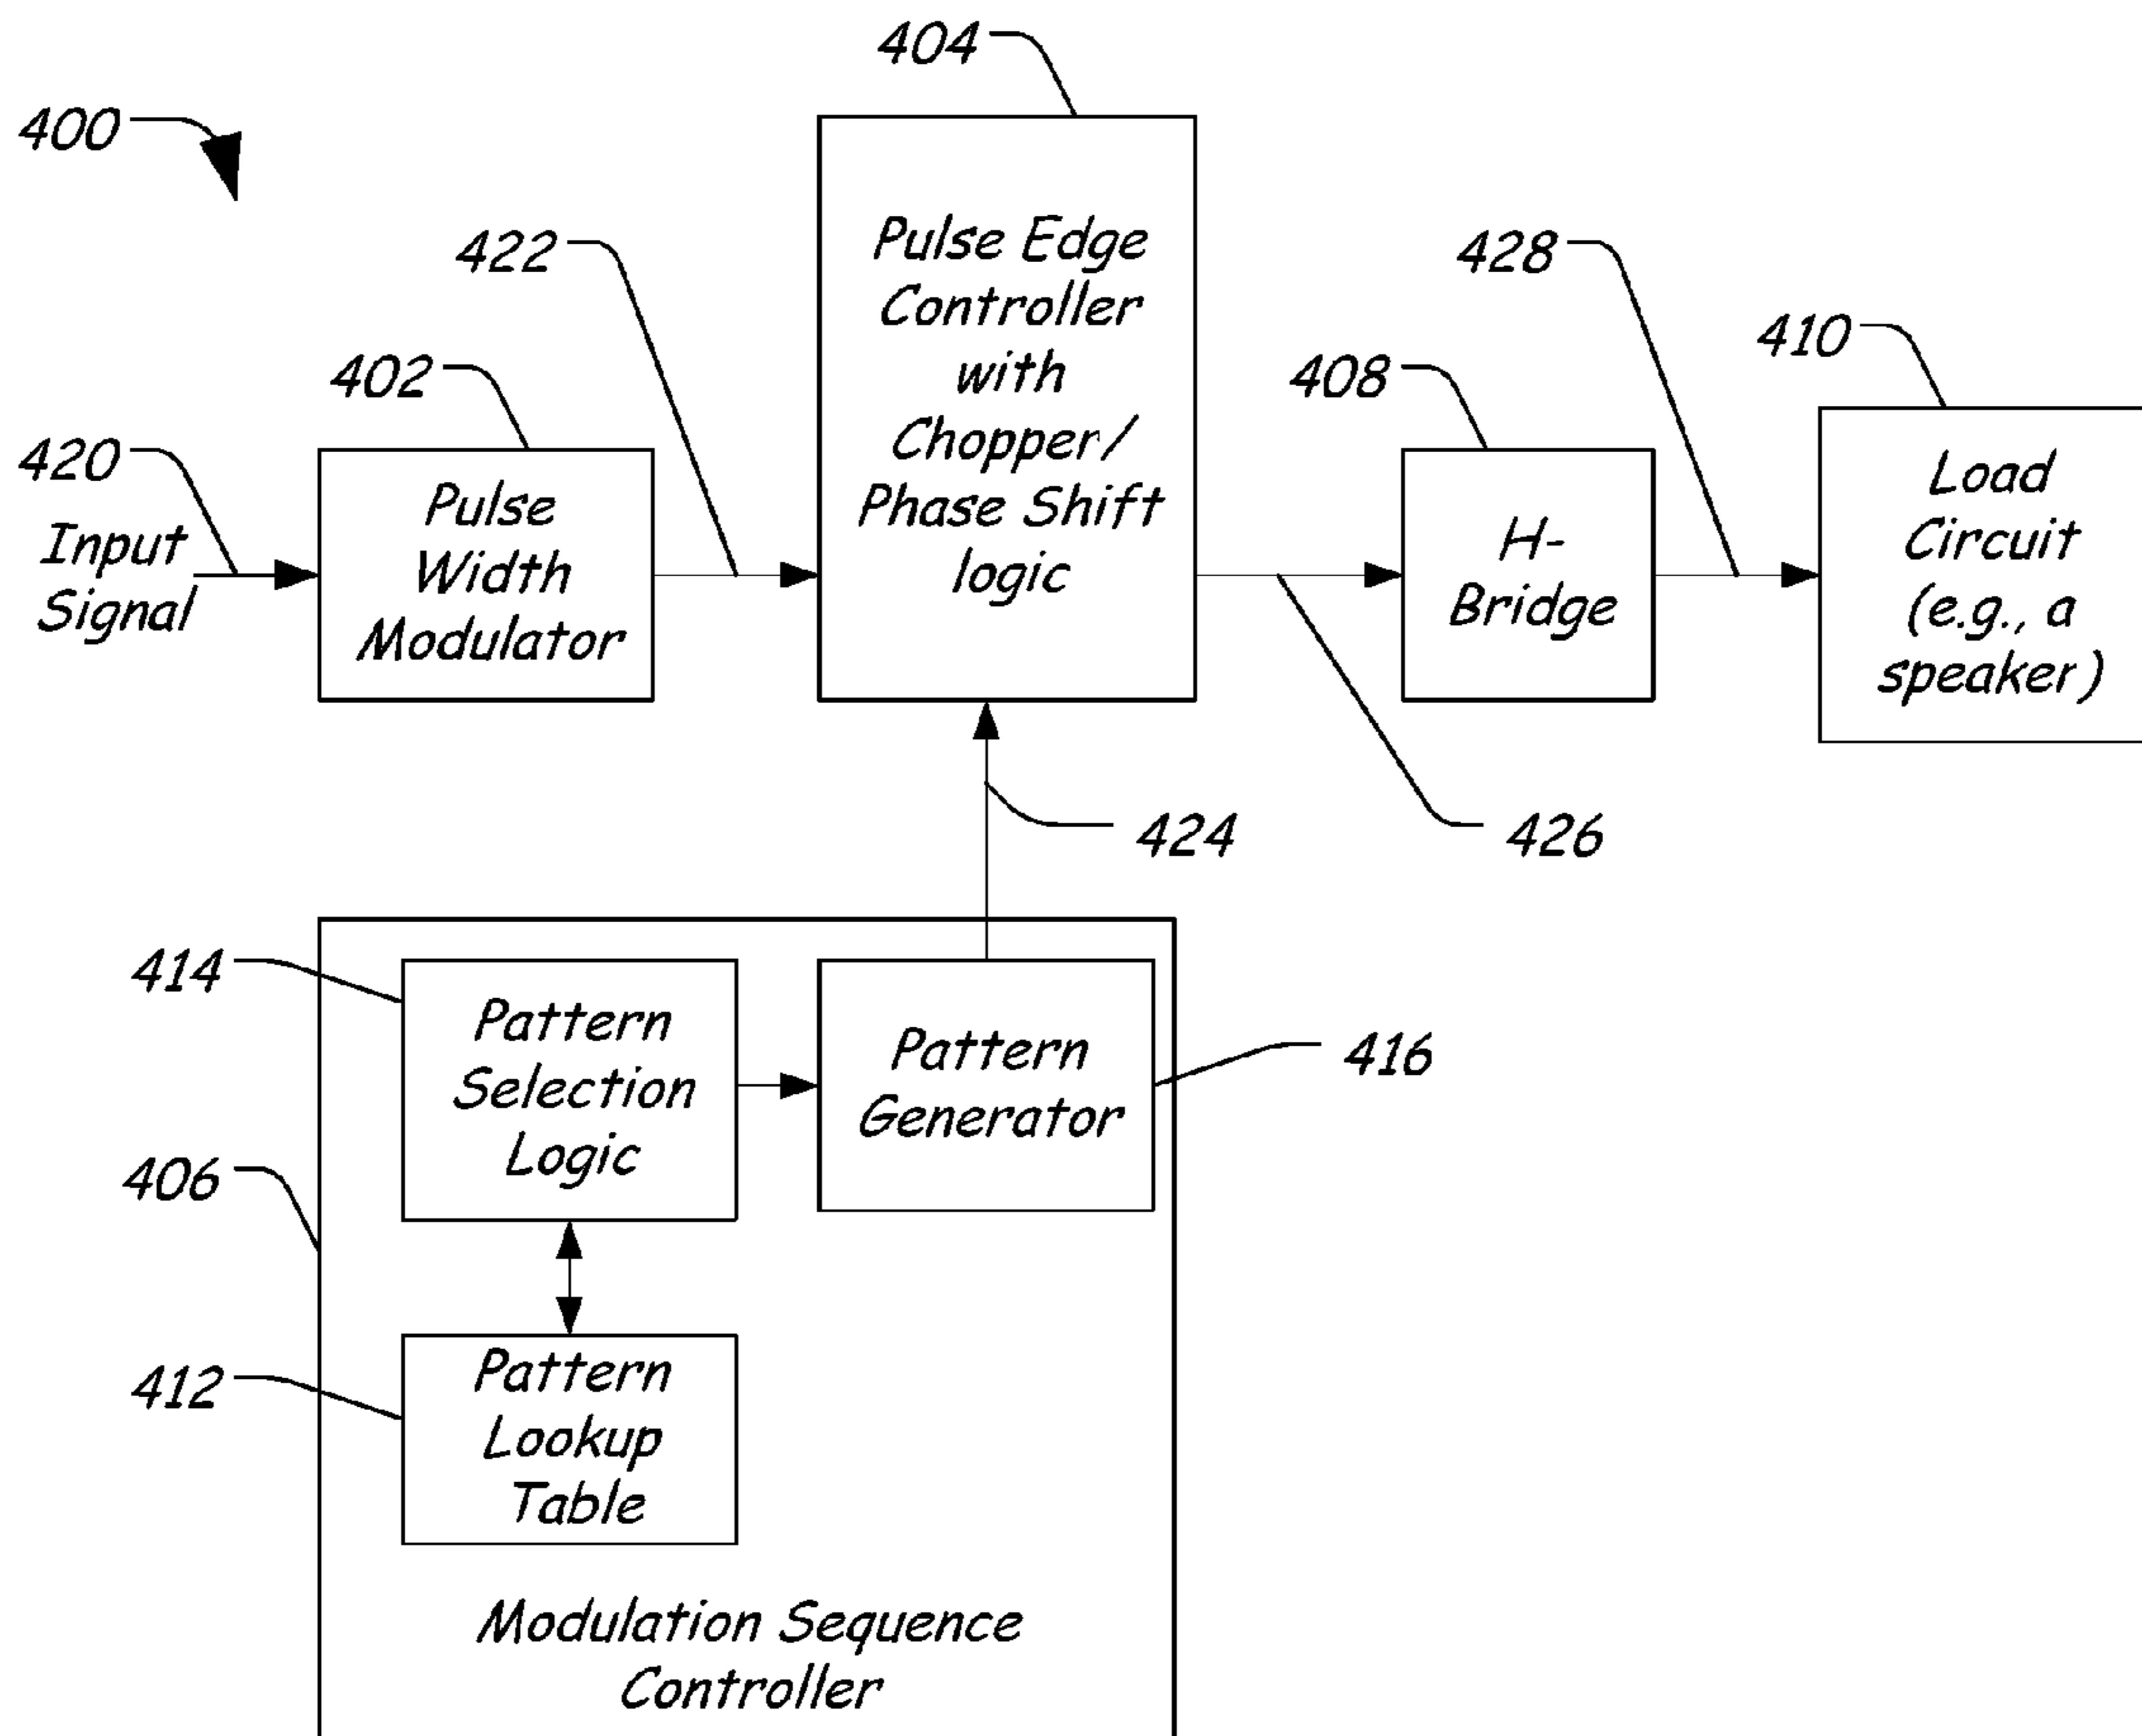 404
400
422
428
410
402
408
420
Input
Signal
Pulse
Width
Modulator
Pulse Edge
Controller
with
Chopper/
Phase Shift
logic
H-
Bridge
Load
Circuit
(e.g., a
speaker)
424
426
414
Pattern
Selection
Logic
Pattern
Generator
416
406
412
Pattern
Lookup
Table
Modulation Sequence
Controller